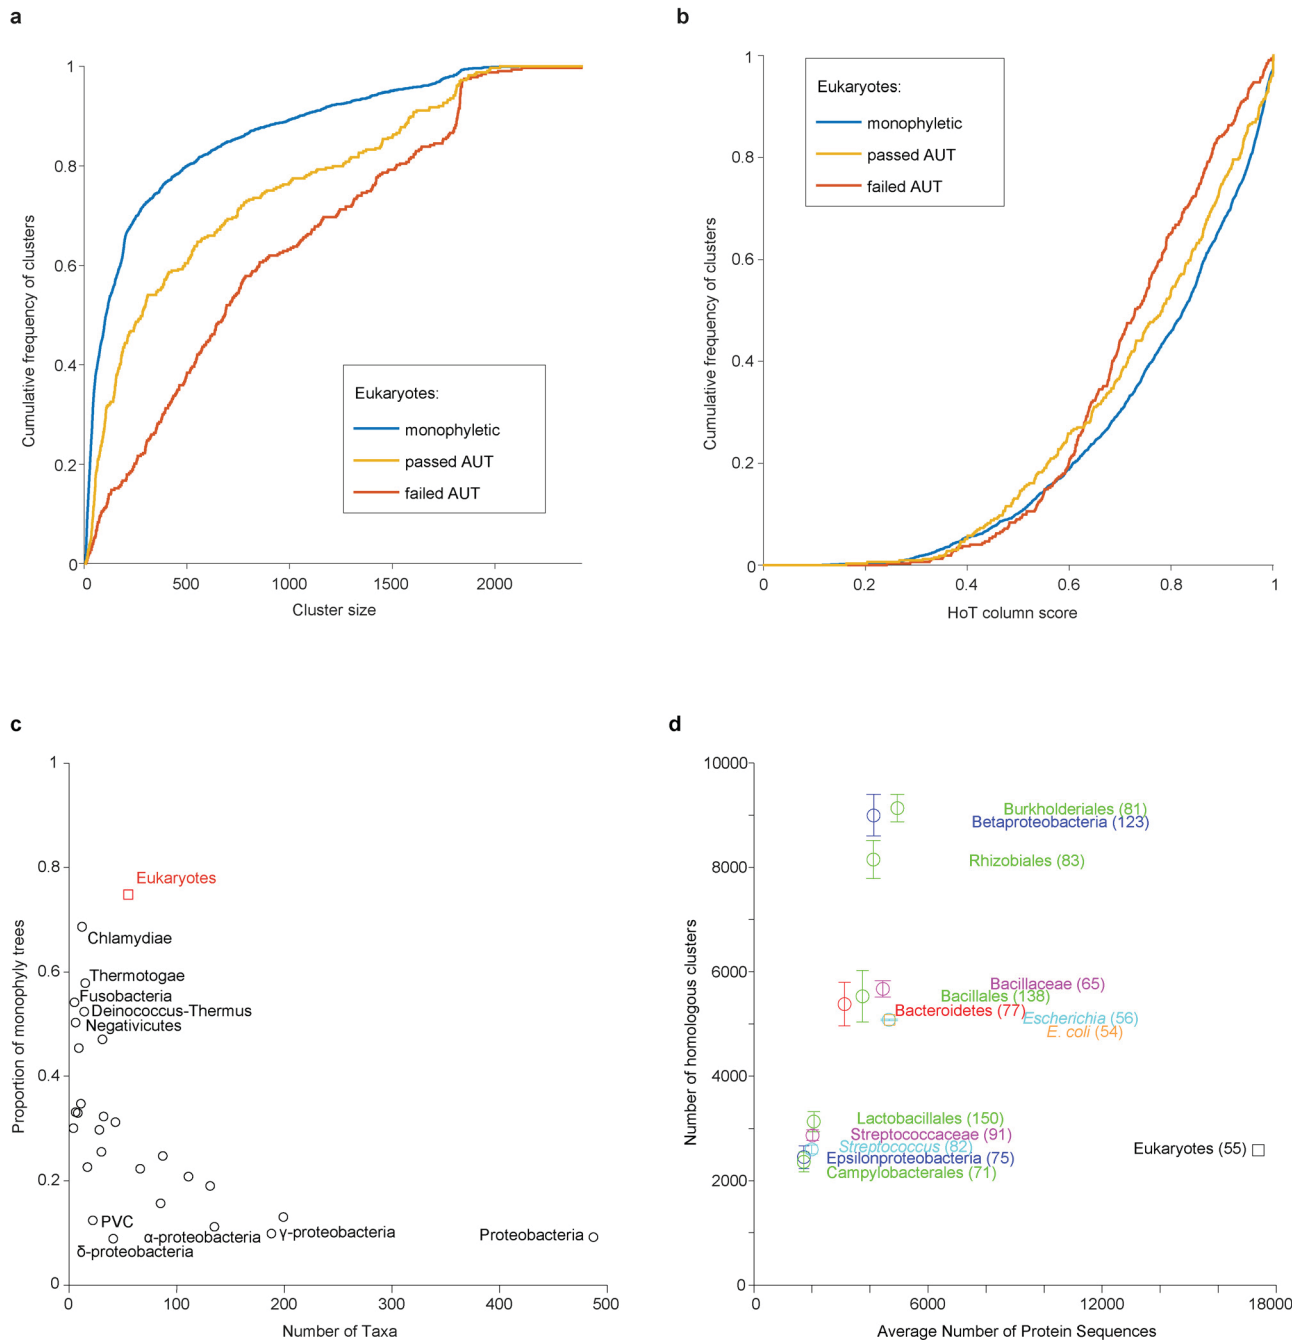 a
1
0.8
0.6
0.4
0.2
0
Cumulative frequency of clusters
Eukaryotes:
monophyletic
passed AUT
failed AUT
0
500
1000
1500
2000
Cluster size
b
1
0.8
0.6
0.4
0.2
0
Cumulative frequency of clusters
Eukaryotes:
monophyletic
passed AUT
failed AUT
0
0.2
0.4
0.6
0.8
1
HoT column score
c
1
0.8
0.6
0.4
0.2
0
Proportion of monophyly trees
Eukaryotes
Chlamydiae
Thermotogae
Fusobacteria
Deinococcus-Thermus
Negativicutes
PVC
α-proteobacteria
γ-proteobacteria
Proteobacteria
δ-proteobacteria
0
100
200
300
400
500
Number of Taxa
d
10000
8000
6000
4000
2000
0
Number of homologous clusters
Burkholderiales (81)
Betaproteobacteria (123)
Rhizobiales (83)
Bacillaceae (65)
Bacillales (138)
Bacteroidetes (77)
Escherichia (56)
E. coli (54)
Lactobacillales (150)
Streptococcaceae (91)
Streptococcus (82)
Eukaryotes (55)
Epsilonproteobacteria (75)
Campylobacterales (71)
0
6000
12000
18000
Average Number of Protein Sequences